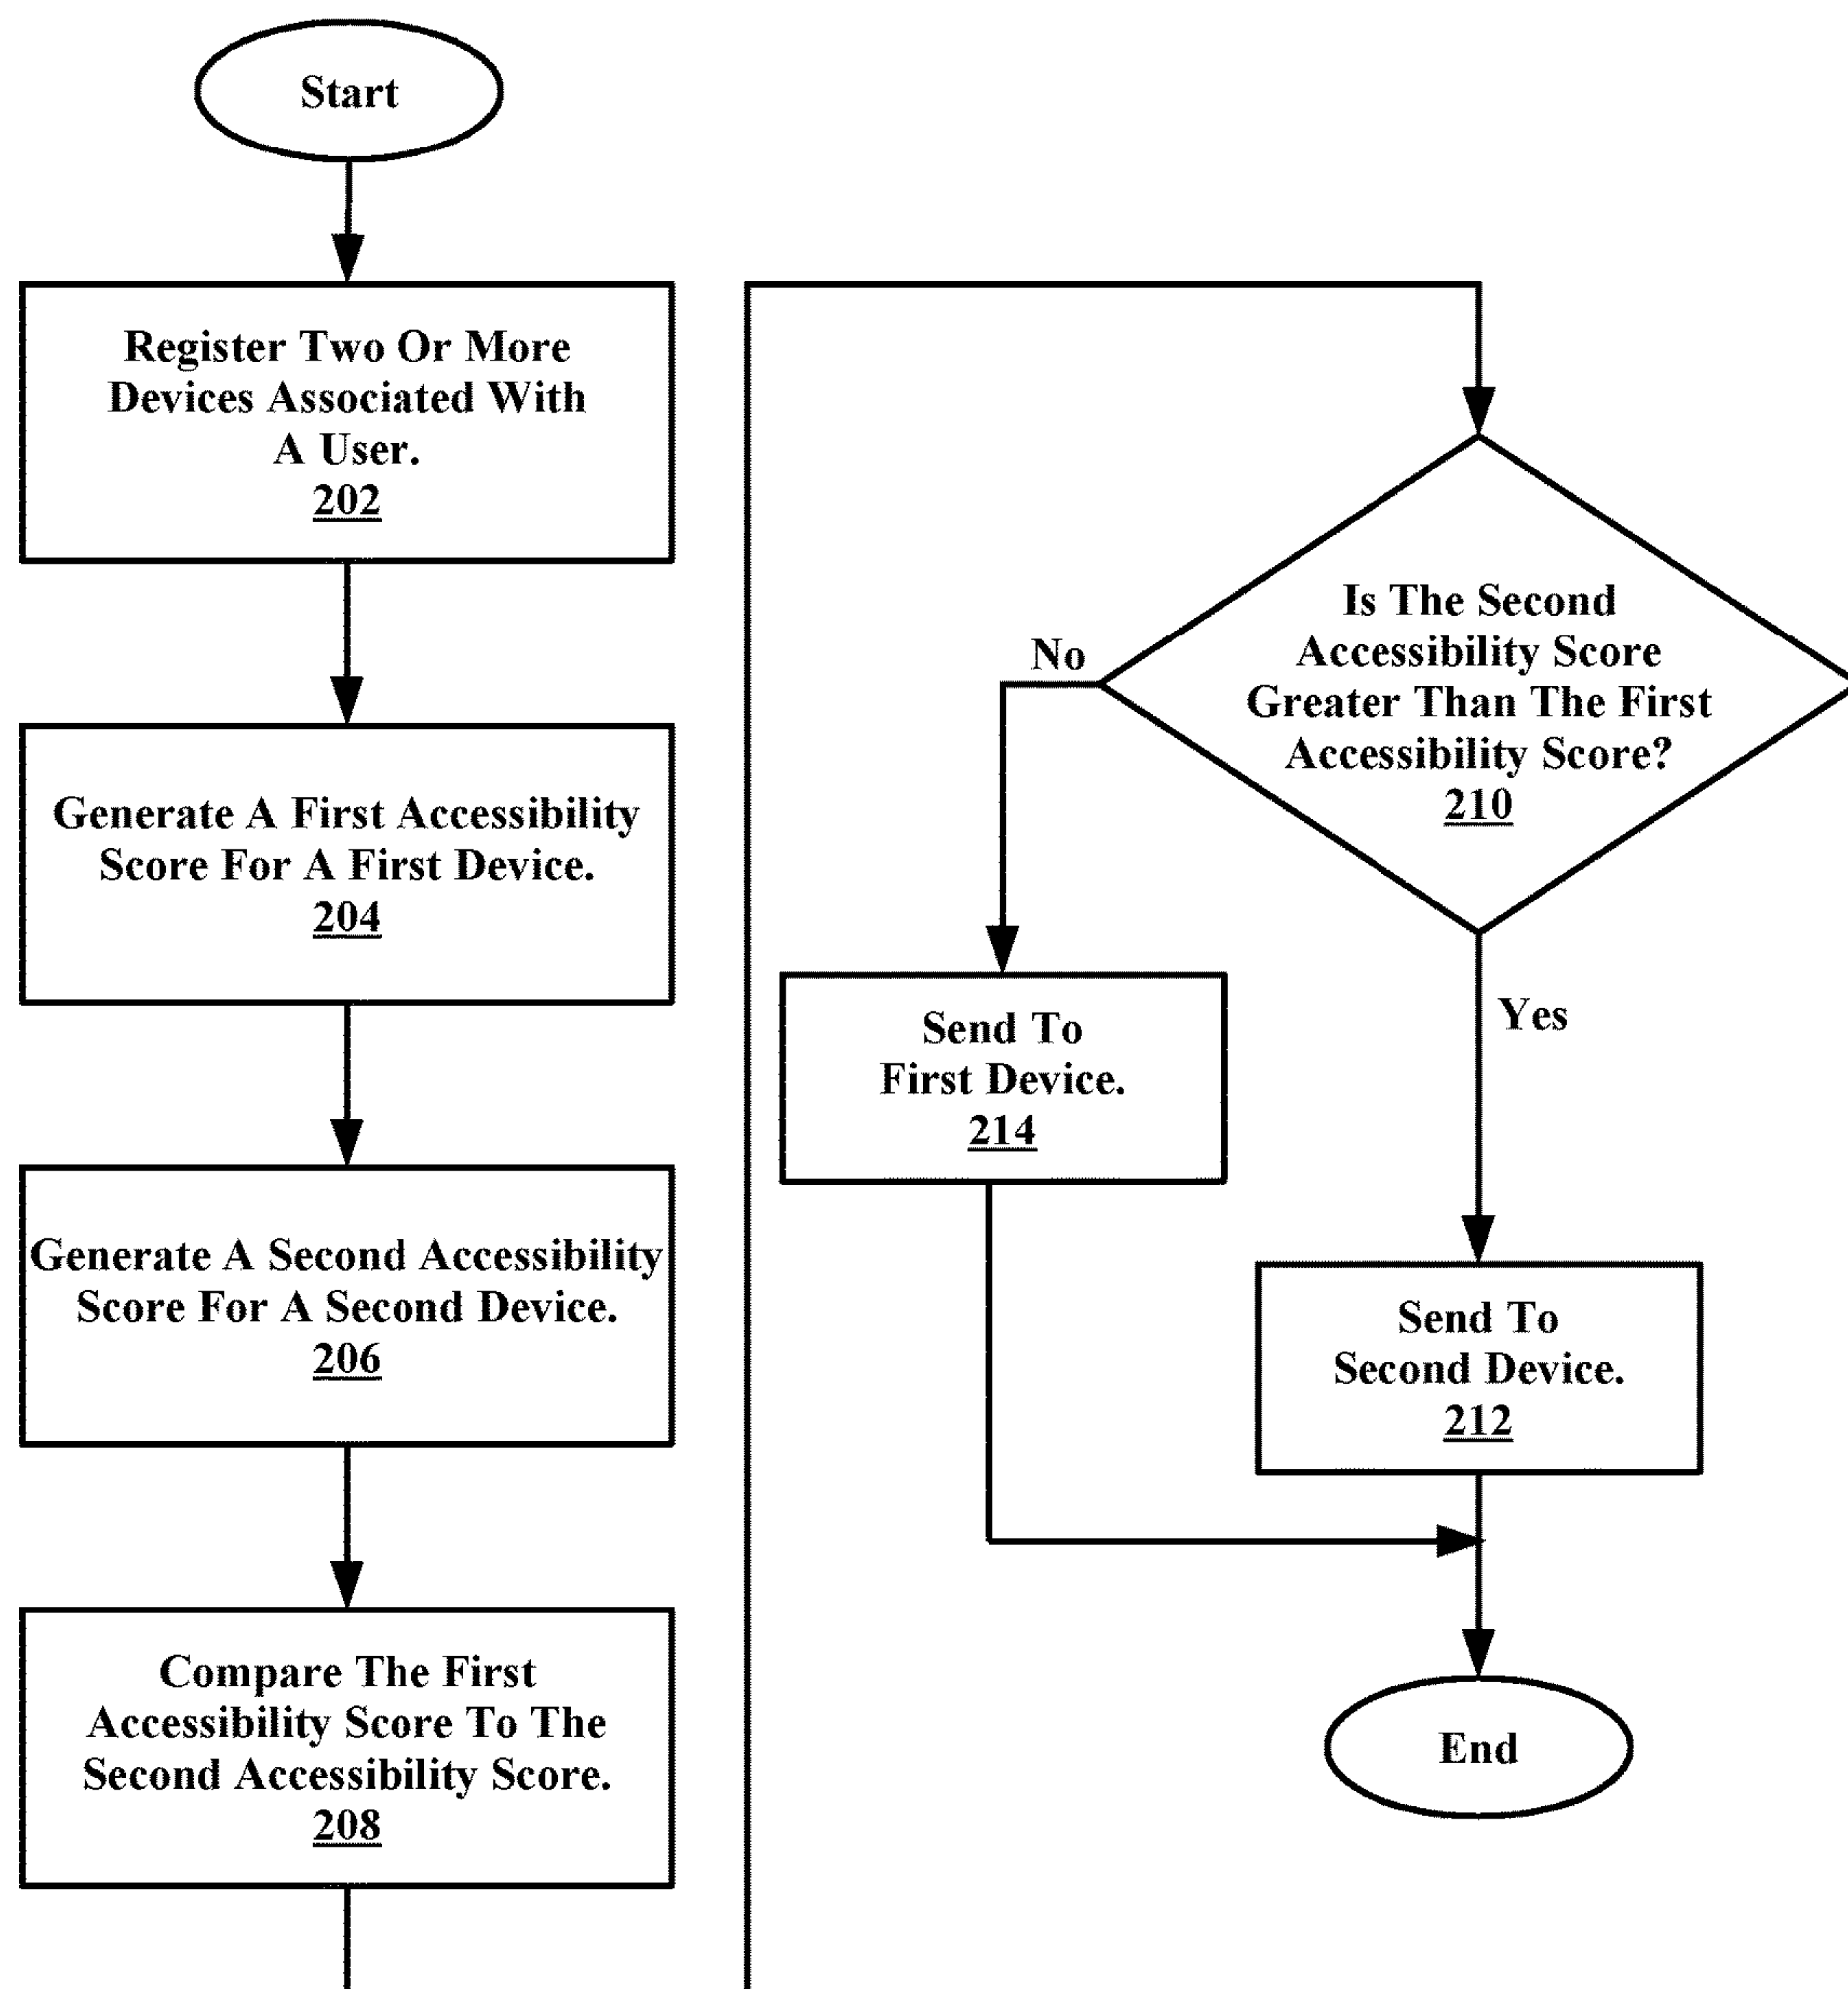 Start
Register Two Or More
Devices Associated With
A User.
202
Generate A First Accessibility
Score For A First Device.
204
Generate A Second Accessibility
Score For A Second Device.
206
Compare The First
Accessibility Score To The
Second Accessibility Score.
208
Is The Second
Accessibility Score
Greater Than The First
Accessibility Score?
210
No
Yes
Send To
First Device.
214
Send To
Second Device.
212
End